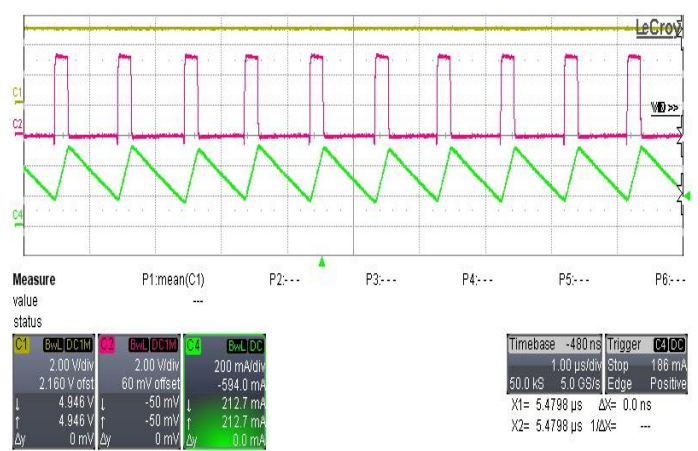 LeCroy
C1
C2
C4
Measure P1:mean(C1) P2:- - - P3:- - - P4:- - - P5:- - - P6:- - -
value ---
status
C1 BwL DC1M C2 BwL DC1M C4 BwL DC
2.00 V/div 2.00 V/div 200 mA/div
2.160 V ofst 60 mV offset -594.0 mA
↓ 4.946 V ↓ -50 mV ↓ 212.7 mA
↑ 4.946 V ↑ -50 mV ↑ 212.7 mA
Δy 0 mV Δy 0 mV Δy 0.0 mA
Timebase -480 ns Trigger C4 DC
1.00 µs/div Stop 186 mA
50.0 kS 5.0 GS/s Edge Positive
X1= 5.4798 µs ΔX= 0.0 ns
X2= 5.4798 µs 1/ΔX= ---